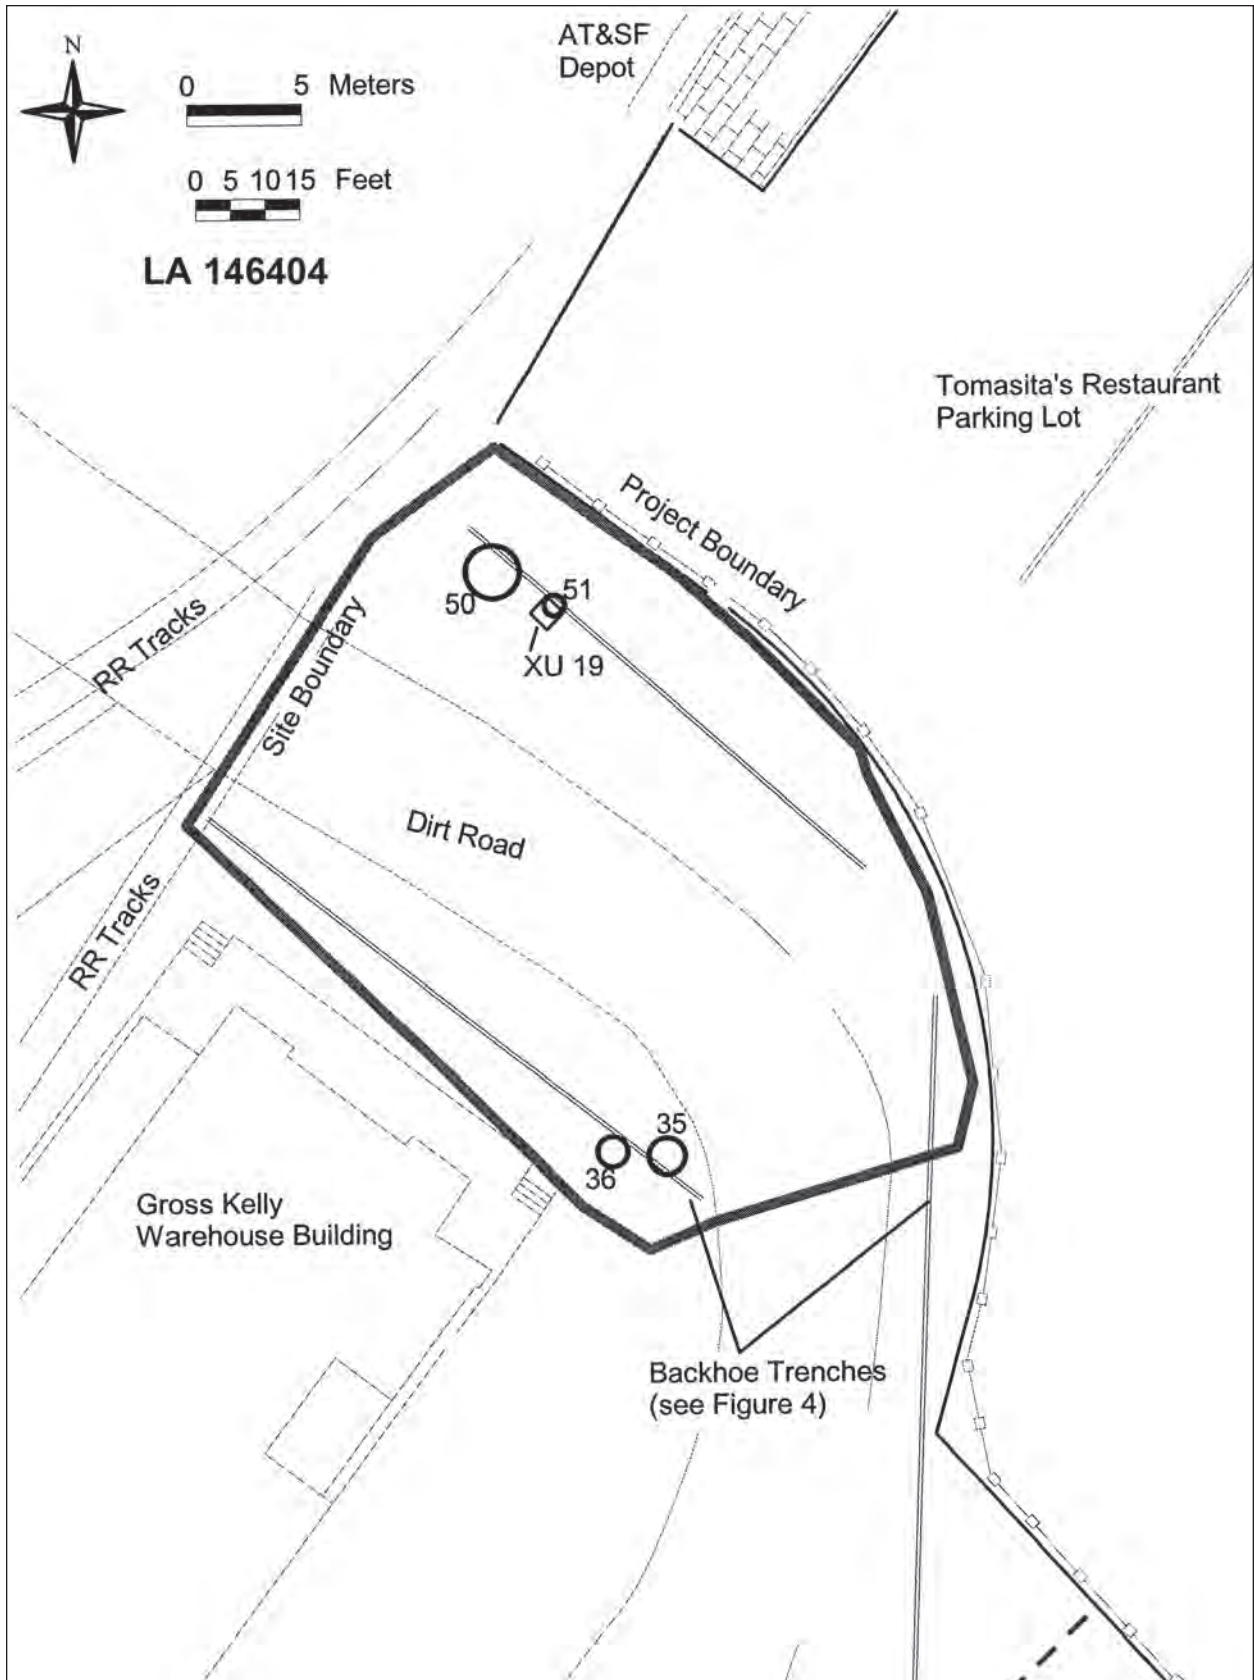 N
AT&SF
Depot
0 5 Meters
0 5 10 15 Feet
LA 146404
Tomasita's Restaurant
Parking Lot
Project Boundary
50
51
XU 19
RR Tracks
Site Boundary
Dirt Road
RR Tracks
35
36
Gross Kelly
Warehouse Building
Backhoe Trenches
(see Figure 4)